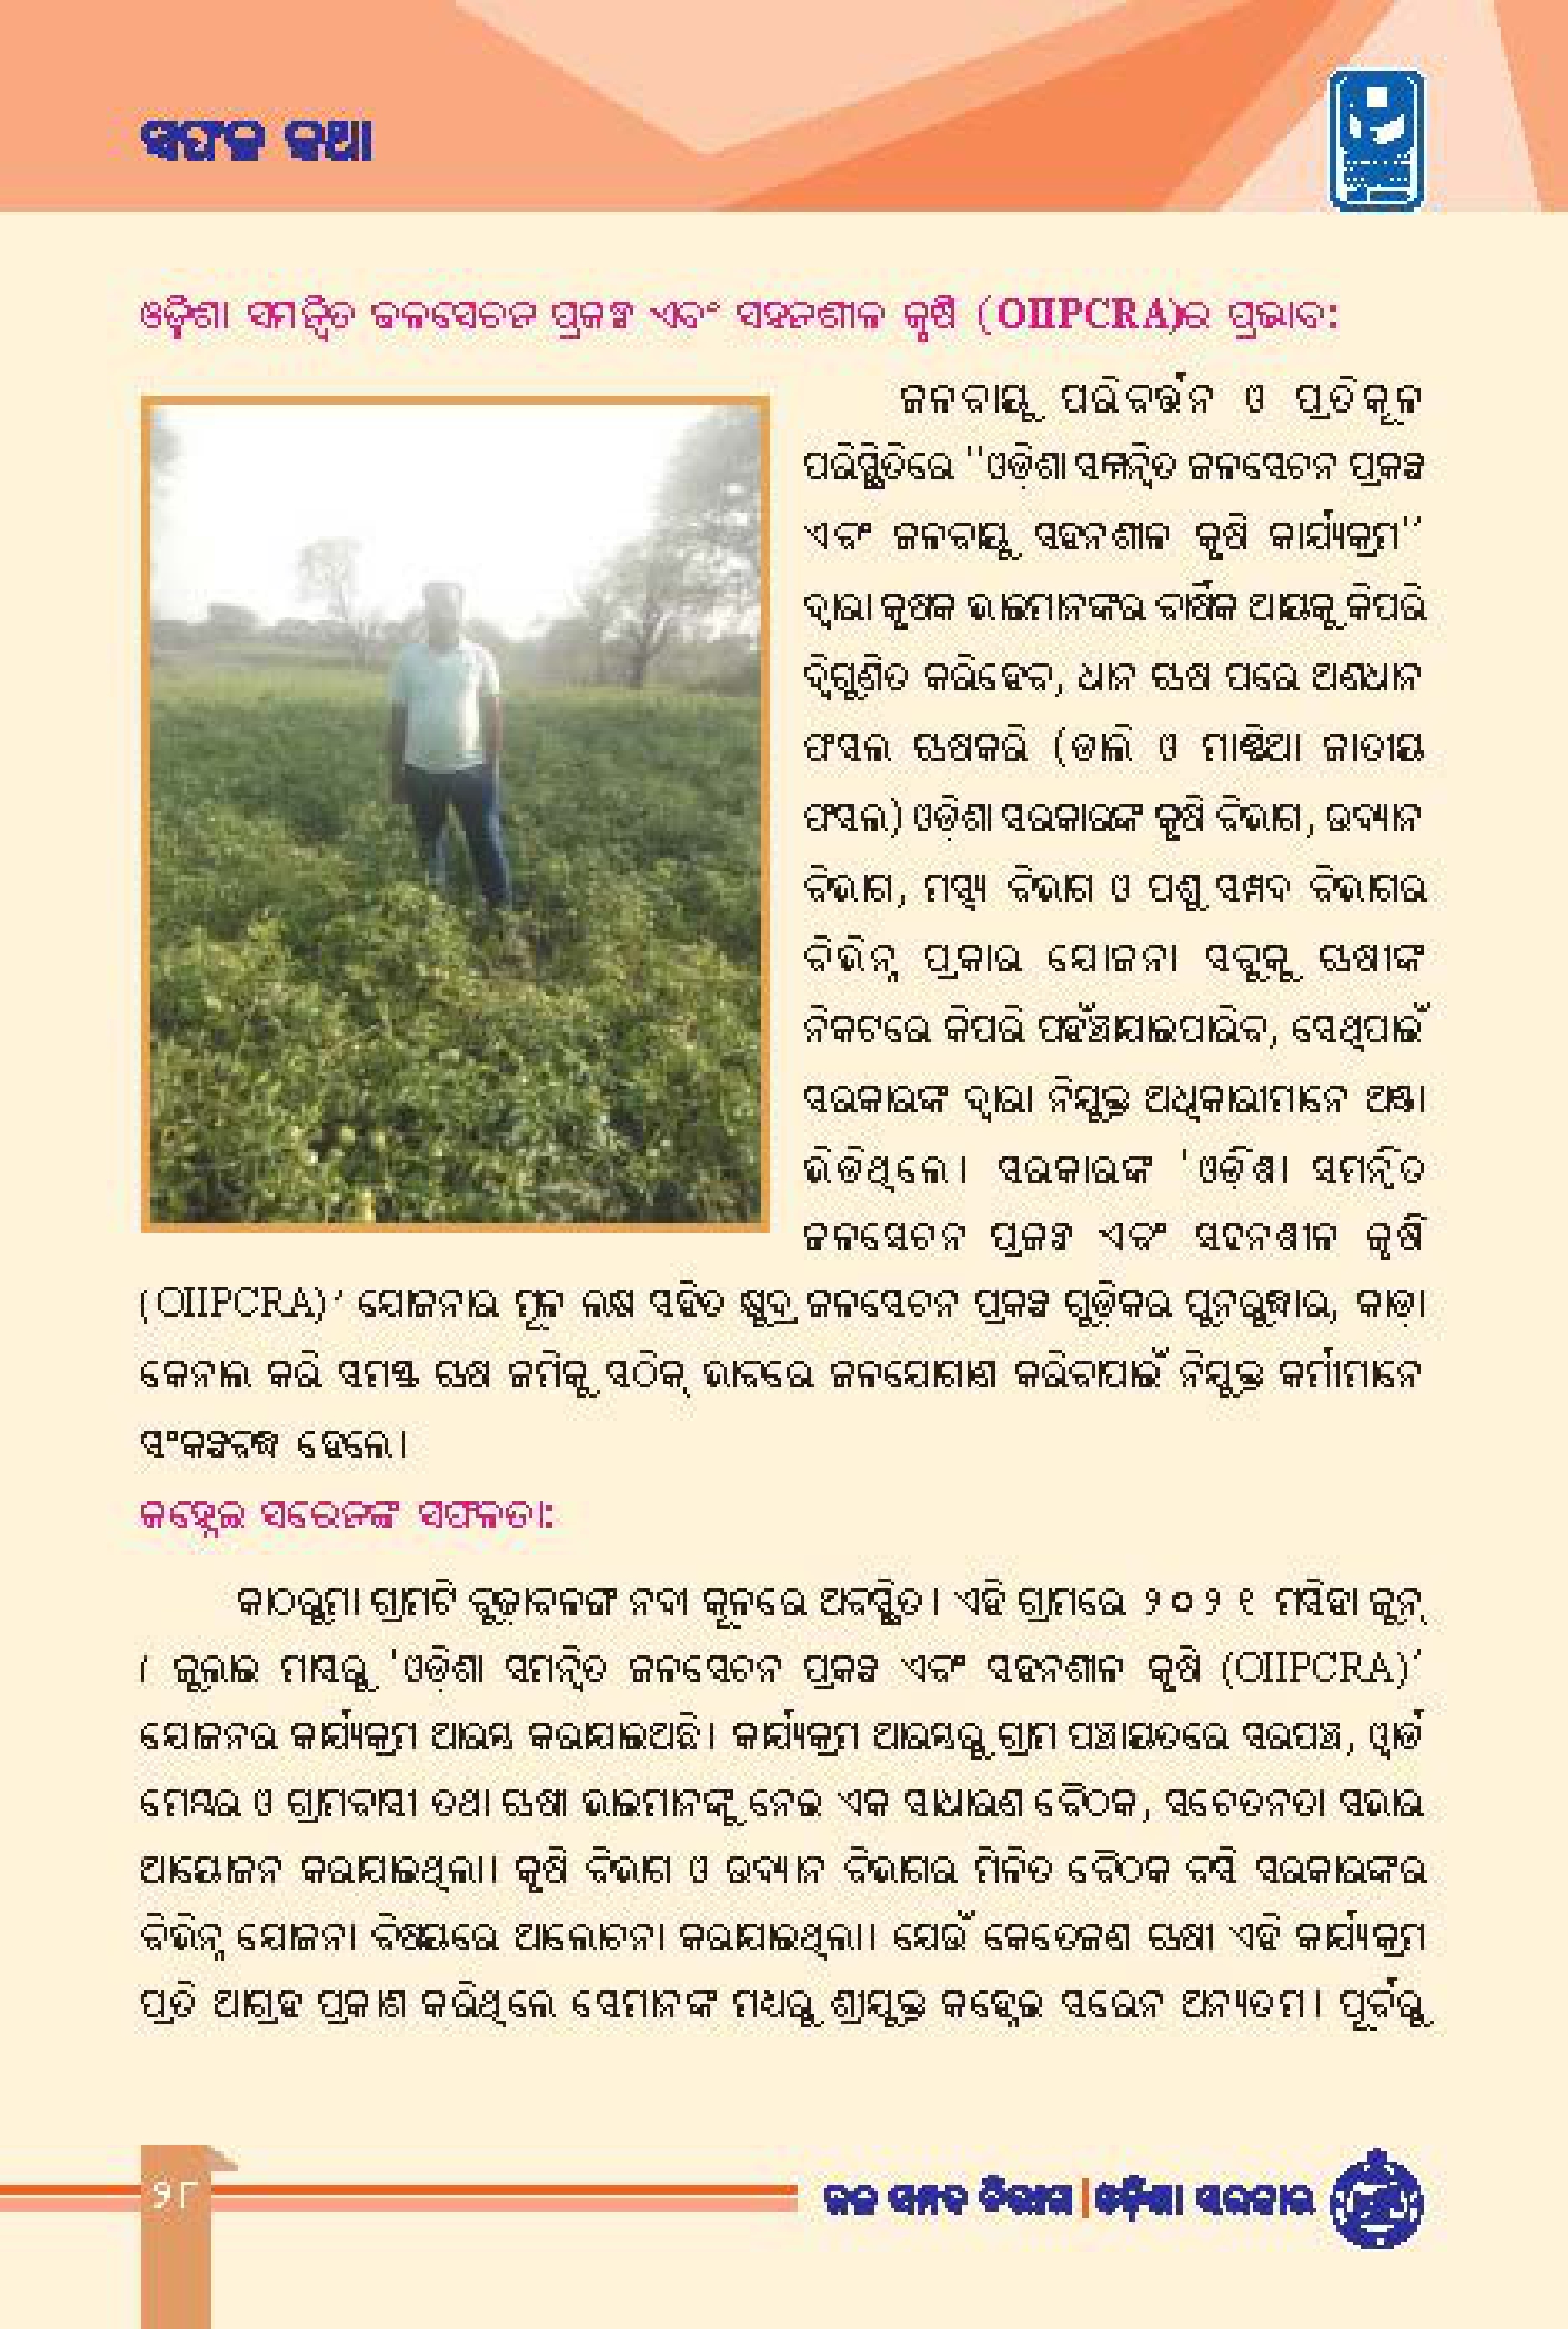 ସଫଳ କଥା
ଓଡ଼ିଶା ସମନ୍ୱିତ ଜଳସେଚନ ପ୍ରକଳ୍ପ ଏବଂ ସହନଶୀଳ କୃଷି (OIIPCRA)ର ପ୍ରଭାବ:
ଜଳବାୟୁ ପରିବର୍ତ୍ତନ ଓ ପ୍ରତିକୂଳ
ପରିସ୍ଥିତିରେ "ଓଡ଼ିଶା ସମନ୍ୱିତ ଜଳସେଚନ ପ୍ରକଳ୍ପ
ଏବଂ ଜଳବାୟୁ ସହନଶୀଳ କୃଷି କାର୍ଯ୍ୟକ୍ରମ"
ଦ୍ୱାରା କୃଷକ ଭାଇମାନଙ୍କର ବାର୍ଷିକ ଆୟକୁ କିପରି
ଦ୍ୱିଗୁଣିତ କରିହେବ, ଧାନ ଚାଷ ପରେ ଅଣଧାନ
ଫସଲ ଚାଷକରି (ଡାଲି ଓ ମାଣ୍ଡିଆ ଜାତୀୟ
ଫସଲ) ଓଡ଼ିଶା ସରକାରଙ୍କ କୃଷି ବିଭାଗ, ଉଦ୍ୟାନ
ବିଭାଗ, ମତ୍ସ୍ୟ ବିଭାଗ ଓ ପଶୁ ସମ୍ପଦ ବିଭାଗର
ବିଭିନ୍ନ ପ୍ରକାର ଯୋଜନା ସବୁକୁ ଚାଷୀଙ୍କ
ନିକଟରେ କିପରି ପହଁଞ୍ଚାଯାଇପାରିବ, ସେଥିପାଇଁ
ସରକାରଙ୍କ ଦ୍ୱାରା ନିଯୁକ୍ତ ଅଧିକାରୀମାନେ ଅଣ୍ଟା
ଭିଡିଥିଲେ। ସରକାରଙ୍କ 'ଓଡ଼ିଶା ସମନ୍ୱିତ
ଜଳସେଚନ ପ୍ରକଳ୍ପ ଏବଂ ସହନଶୀଳ କୃଷି
(OIIPCRA)' ଯୋଜନାର ମୂଳ ଲକ୍ଷ ସହିତ କ୍ଷୁଦ୍ର ଜଳସେଚନ ପ୍ରକଳ୍ପ ଗୁଡ଼ିକର ପୁନରୁଦ୍ଧାର, କାଡ଼ା
କେନାଲ କରି ସମସ୍ତ ଚାଷ ଜମିକୁ ସଠିକ୍ ଭାବରେ ଜଳଯୋଗାଣ କରିବାପାଇଁ ନିଯୁକ୍ତ କର୍ମୀମାନେ
ସଂକଳ୍ପବଦ୍ଧ ହେଲେ।
କହ୍ନେଇ ସରେନଙ୍କ ସଫଳତା:
କାଠରୁମା ଗ୍ରାମଟି ବୁଢ଼ାବଳଙ୍ଗ ନଦୀ କୂଳରେ ଅବସ୍ଥିତ। ଏହି ଗ୍ରାମରେ ୨୦୨୧ ମସିହା ଜୁନ୍
/ ଜୁଲାଇ ମାସରୁ 'ଓଡ଼ିଶା ସମନ୍ୱିତ ଜଳସେଚନ ପ୍ରକଳ୍ପ ଏବଂ ସହନଶୀଳ କୃଷି (OIIPCRA)'
ଯୋଜନର କାର୍ଯ୍ୟକ୍ରମ ଆରମ୍ଭ କରାଯାଇଅଛି। କାର୍ଯ୍ୟକ୍ରମ ଆରମ୍ଭରୁ ଗ୍ରାମ ପଞ୍ଚାୟତରେ ସରପଞ୍ଚ, ଓ୍ୱାର୍ଡ
ମେମ୍ବର ଓ ଗ୍ରାମବାସୀ ତଥା ଚାଷୀ ଭାଇମାନଙ୍କୁ ନେଇ ଏକ ସାଧାରଣ ବୈଠକ, ସଚେତନତା ସଭାର
ଆୟୋଜନ କରାଯାଇଥିଲା। କୃଷି ବିଭାଗ ଓ ଉଦ୍ୟାନ ବିଭାଗର ମିଳିତ ବୈଠକ ବସି ସରକାରଙ୍କର
ବିଭିନ୍ନ ଯୋଜନା ବିଷୟରେ ଆଲୋଚନା କରାଯାଇଥିଲା। ଯେଉଁ କେତେଜଣ ଚାଷୀ ଏହି କାର୍ଯ୍ୟକ୍ରମ
ପ୍ରତି ଆଗ୍ରହ ପ୍ରକାଶ କରିଥିଲେ ସେମାନଙ୍କ ମଧ୍ୟରୁ ଶ୍ରୀଯୁକ୍ତ କହ୍ନେଇ ସରେନ ଅନ୍ୟତମ। ପୂର୍ବରୁ
୨୮
ଜଳ ସମ୍ପଦ ବିଭାଗ | ଓଡ଼ିଶା ସରକାର